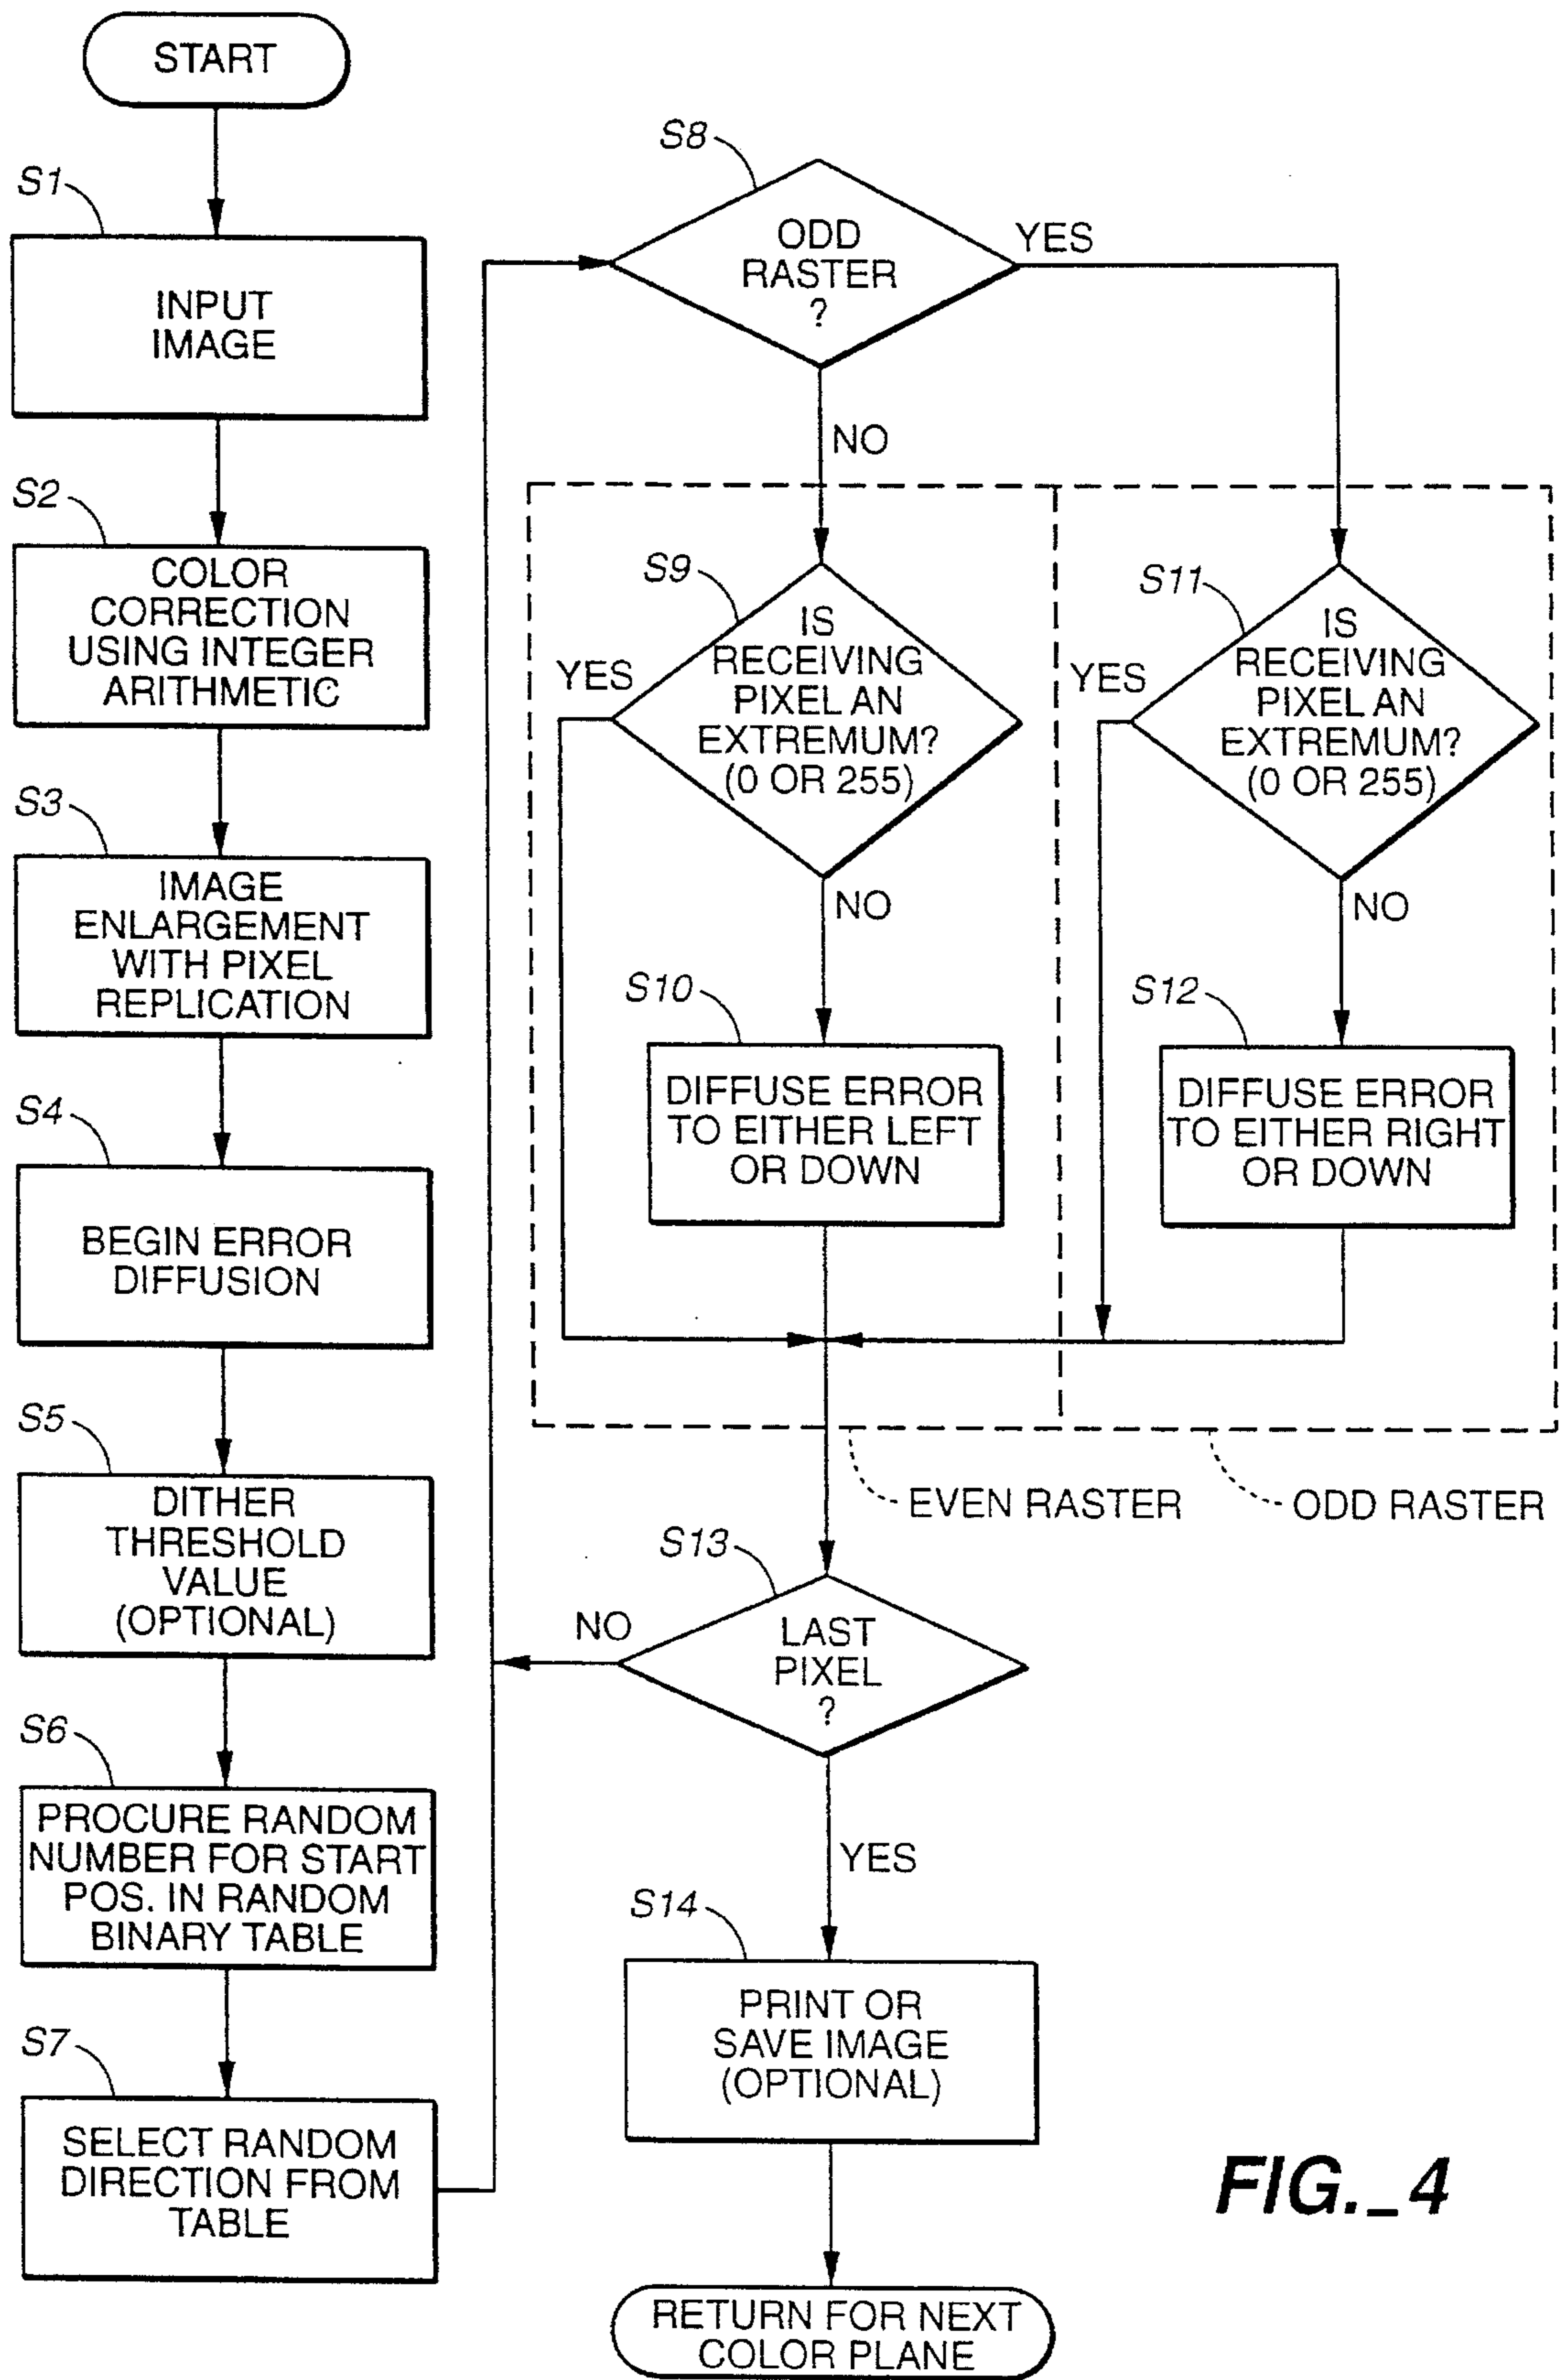 START
S1
INPUT
IMAGE
S2
COLOR
CORRECTION
USING INTEGER
ARITHMETIC
S3
IMAGE
ENLARGEMENT
WITH PIXEL
REPLICATION
S4
BEGIN ERROR
DIFFUSION
S5
DITHER
THRESHOLD
VALUE
(OPTIONAL)
S6
PROCURE RANDOM
NUMBER FOR START
POS. IN RANDOM
BINARY TABLE
S7
SELECT RANDOM
DIRECTION FROM
TABLE
S8
ODD
RASTER
?
YES
NO
S9
IS
RECEIVING
PIXEL AN
EXTREMUM?
(0 OR 255)
YES
NO
S10
DIFFUSE ERROR
TO EITHER LEFT
OR DOWN
S11
IS
RECEIVING
PIXEL AN
EXTREMUM?
(0 OR 255)
YES
NO
S12
DIFFUSE ERROR
TO EITHER RIGHT
OR DOWN
EVEN RASTER
ODD RASTER
S13
LAST
PIXEL
?
NO
YES
S14
PRINT OR
SAVE IMAGE
(OPTIONAL)
RETURN FOR NEXT
COLOR PLANE
FIG._4